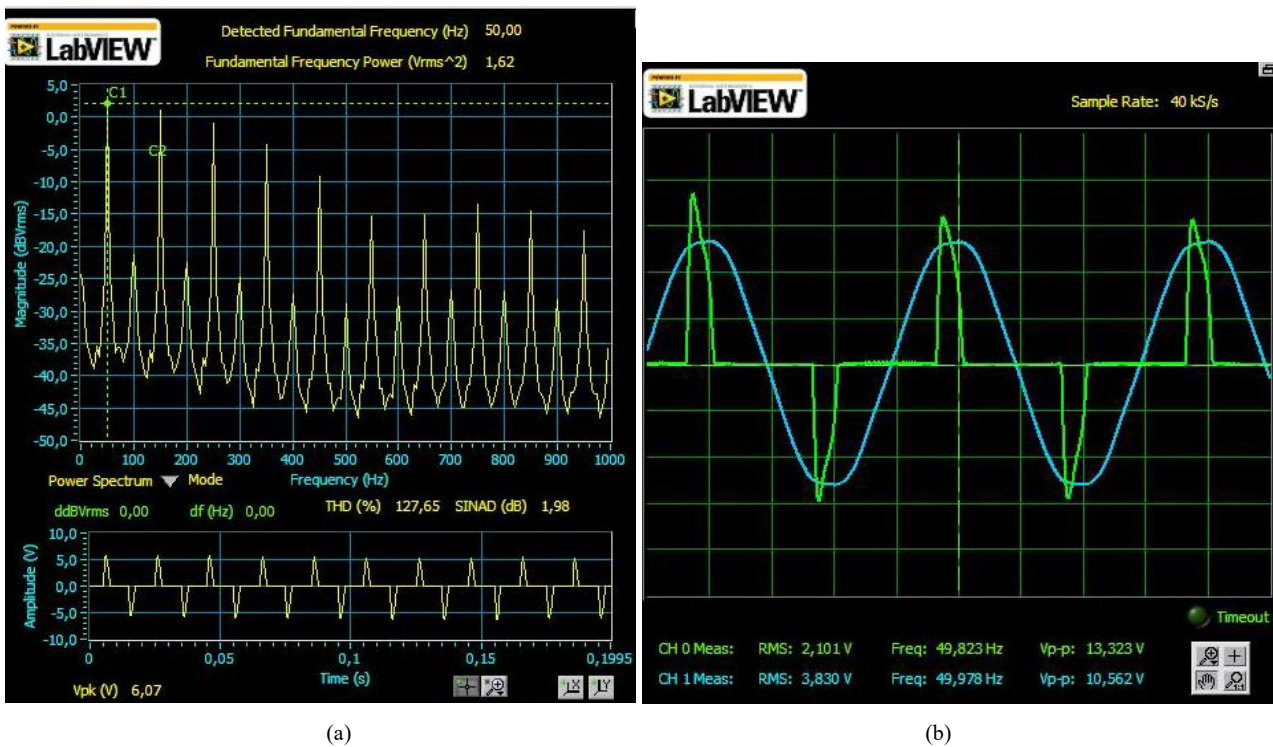 POWERED BY
LabVIEW™
Detected Fundamental Frequency (Hz) 50,00
Fundamental Frequency Power (Vrms^2) 1,62
C1
C2
Magnitude (dBVrms)
5,0
0,0
-5,0
-10,0
-15,0
-20,0
-25,0
-30,0
-35,0
-40,0
-45,0
-50,0
0 100 200 300 400 500 600 700 800 900 1000
Power Spectrum Mode Frequency (Hz)
ddBVrms 0,00 df (Hz) 0,00 THD (%) 127,65 SINAD (dB) 1,98
Amplitude (V)
10,0
5,0
0,0
-5,0
-10,0
0 0,05 0,1 0,15 0,1995
Time (s)
Vpk (V) 6,07
(a)
POWERED BY
LabVIEW™
Sample Rate: 40 kS/s
Timeout
CH 0 Meas: RMS: 2,101 V Freq: 49,823 Hz Vp-p: 13,323 V
CH 1 Meas: RMS: 3,830 V Freq: 49,978 Hz Vp-p: 10,562 V
(b)